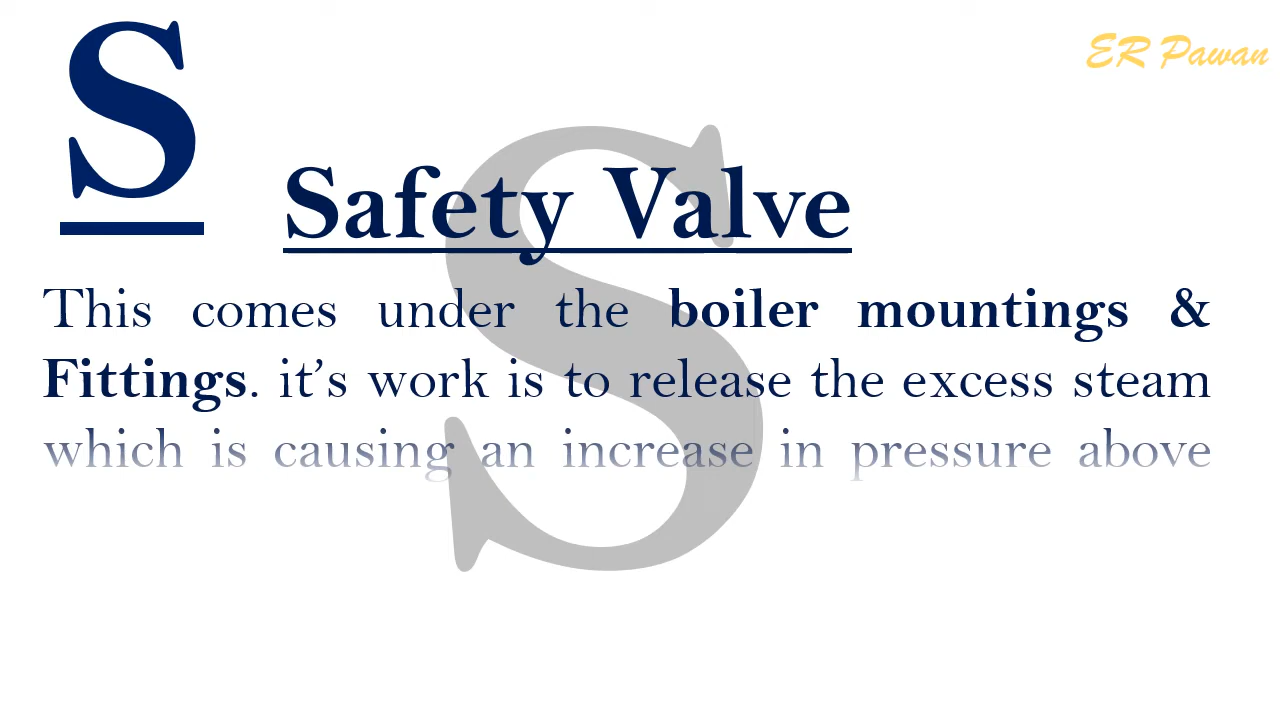 S
ER Pawan
S
Safety Valve
This comes under the boiler mountings &
Fittings. it's work is to release the excess steam
which is causing an increase in pressure above